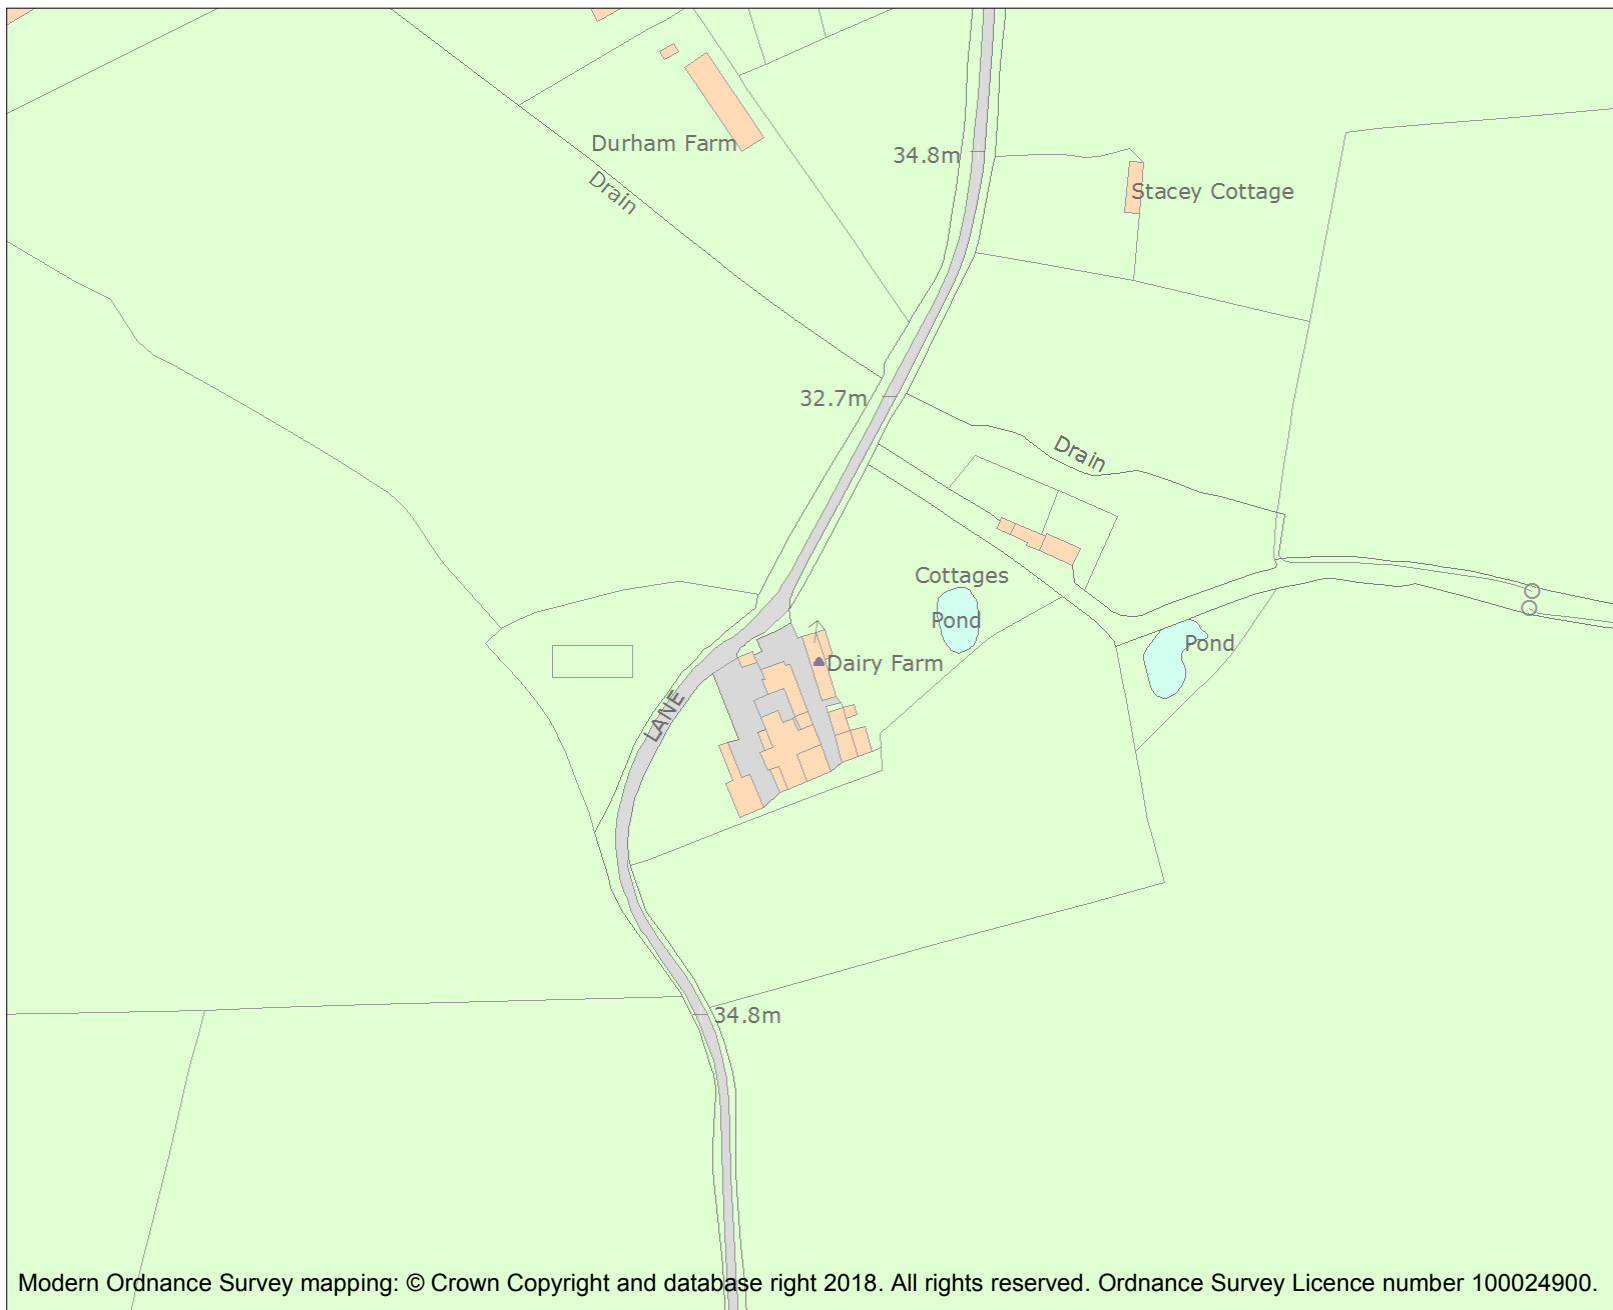 Durham Farm
34.8m
Drain
Stacey Cottage
32.7m
Drain
Cottages
Pond
Pond
Dairy Farm
LANE
34.8m
Modern Ordnance Survey mapping: © Crown Copyright and database right 2018. All rights reserved. Ordnance Survey Licence number 100024900.